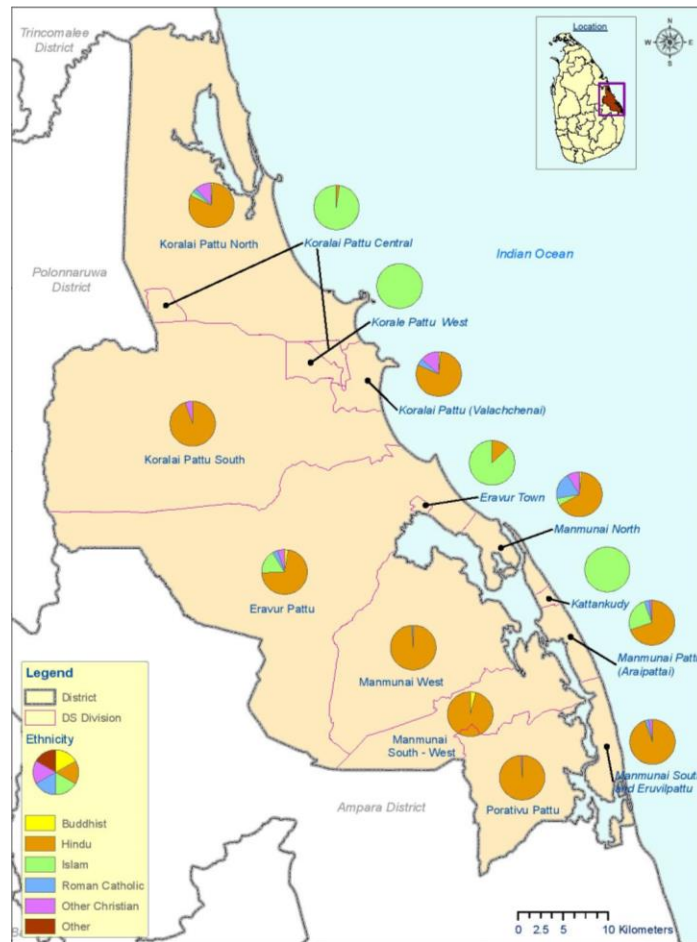 Trincomalee
District
Location
W
N
E
S
Koralai Pattu North
Koralai Pattu Central
Indian Ocean
Polonnaruwa
District
Korale Pattu West
Koralai Pattu (Valachchenai)
Koralai Pattu South
Eravur Town
Manmunai North
Eravur Pattu
Kattankudy
Manmunai Patt
(Araipattai)
Manmunai West
Manmunai
South - West
Manmunai South
and Eruvilpattu
Porativu Pattu
Ampara District
Legend
District
DS Division
Ethnicity
Buddhist
Hindu
Islam
Roman Catholic
Other Christian
Other
0 2.5 5 10 Kilometers